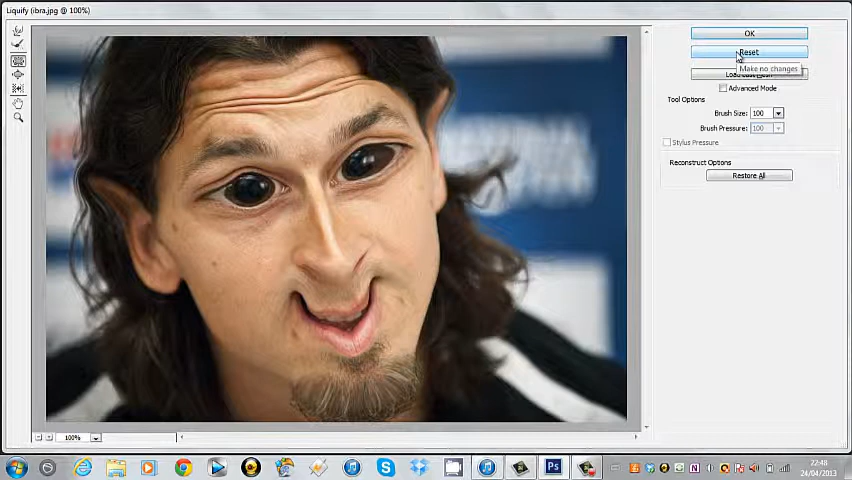 Liquify (ibra.jpg @ 100%)
OK
Reset
Make no changes
Advanced Mode
Tool Options
Brush Size: 100
Brush Pressure: 100
Stylus Pressure
Reconstruct Options
Restore All
100%
Ps
N
22:48
24/04/2013